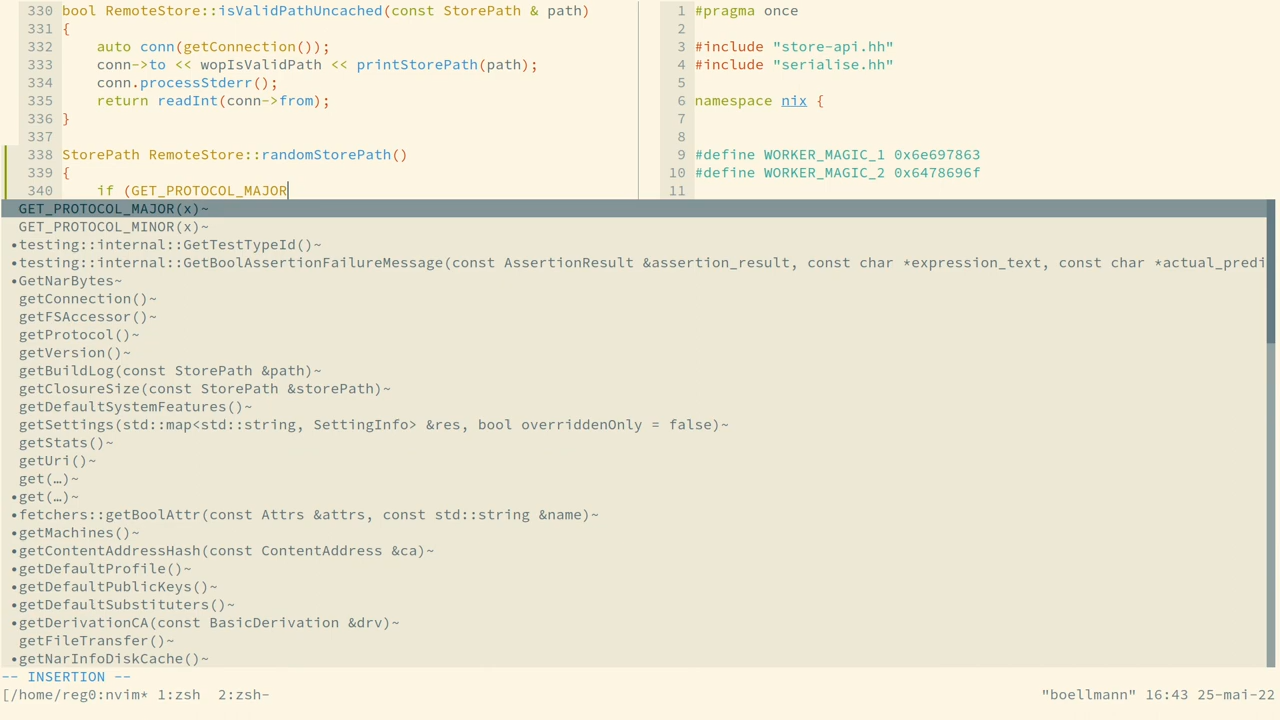 330 bool RemoteStore::isValidPathUncached(const StorePath & path)
331 {
332     auto conn(getConnection());
333     conn->to << wopIsValidPath << printStorePath(path);
334     conn.processStderr();
335     return readInt(conn->from);
336 }
337
338 StorePath RemoteStore::randomStorePath()
339 {
340     if (GET_PROTOCOL_MAJOR
1 #pragma once
2
3 #include "store-api.hh"
4 #include "serialise.hh"
5
6 namespace nix {
7
8
9 #define WORKER_MAGIC_1 0x6e697863
10 #define WORKER_MAGIC_2 0x6478696f
11
GET_PROTOCOL_MAJOR(x)~
GET_PROTOCOL_MINOR(x)~
•testing::internal::GetTestTypeId()~
•testing::internal::GetBoolAssertionFailureMessage(const AssertionResult &assertion_result, const char *expression_text, const char *actual_predi
•GetNarBytes~
getConnection()~
getFSAccessor()~
getProtocol()~
getVersion()~
getBuildLog(const StorePath &path)~
getClosureSize(const StorePath &storePath)~
getDefaultSystemFeatures()~
getSettings(std::map<std::string, SettingInfo> &res, bool overriddenOnly = false)~
getStats()~
getUri()~
get(…)~
•get(…)~
•fetchers::getBoolAttr(const Attrs &attrs, const std::string &name)~
•getMachines()~
•getContentAddressHash(const ContentAddress &ca)~
•getDefaultProfile()~
•getDefaultPublicKeys()~
•getDefaultSubstituters()~
•getDerivationCA(const BasicDerivation &drv)~
getFileTransfer()~
•getNarInfoDiskCache()~
-- INSERTION --
[/home/reg0:nvim* 1:zsh  2:zsh- "boellmann" 16:43 25-mai-22